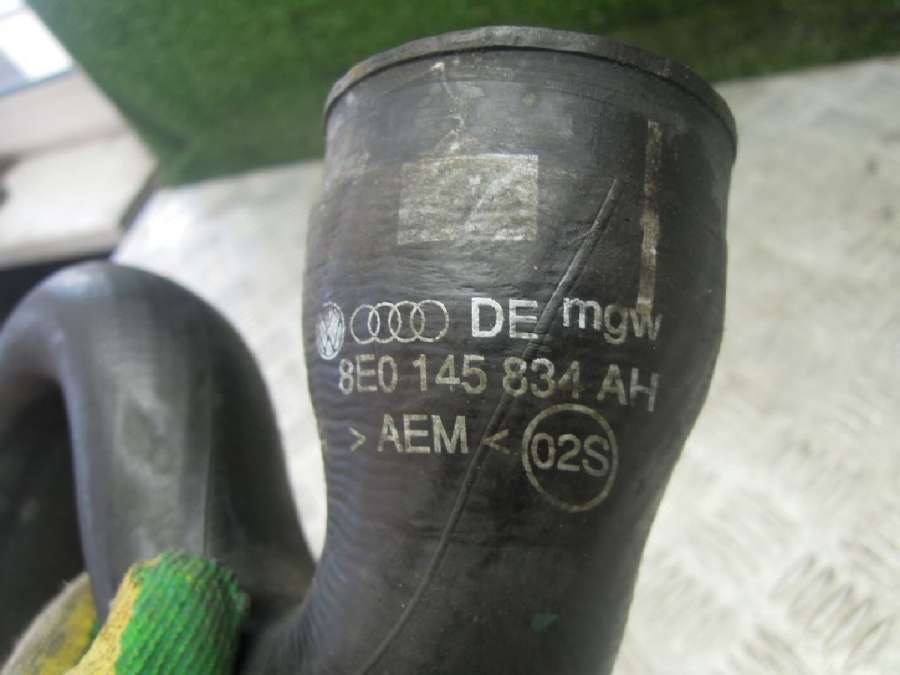 DE mgw
8E0 145 834 AH
> AEM < 02S